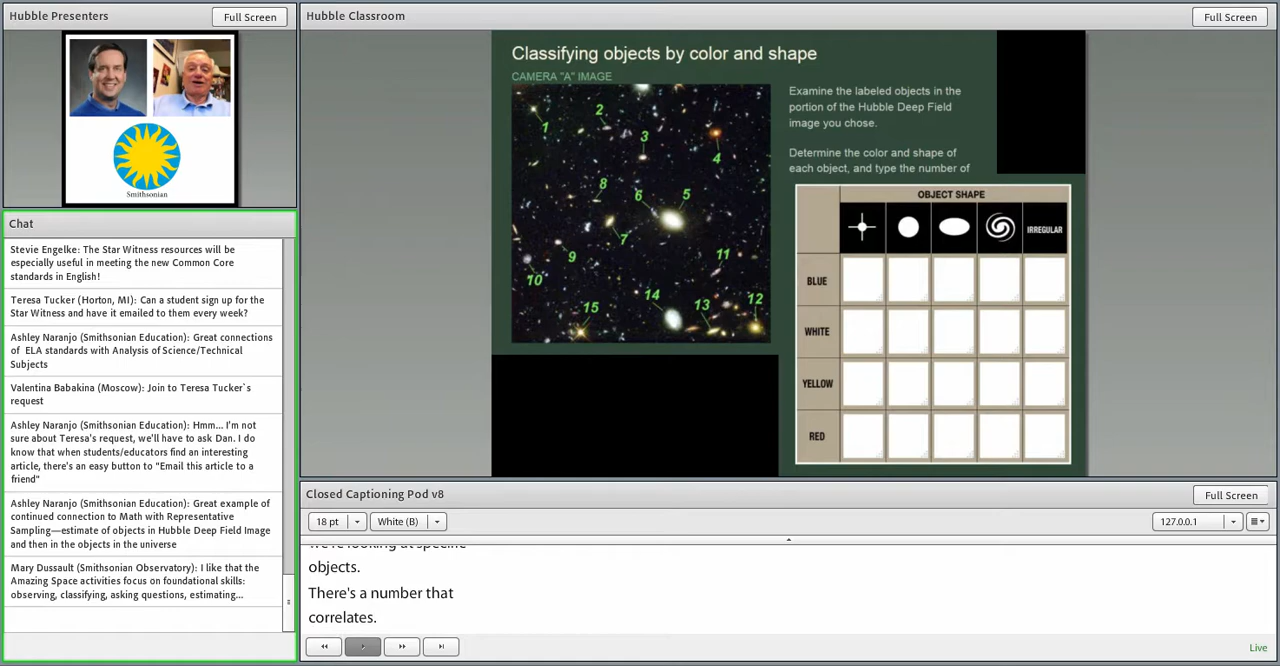 Hubble Presenters
Full Screen
Smithsonian
Chat
Stevie Engelke: The Star Witness resources will be
especially useful in meeting the new Common Core
standards in English!
Teresa Tucker (Horton, MI): Can a student sign up for the
Star Witness and have it emailed to them every week?
Ashley Naranjo (Smithsonian Education): Great connections
of ELA standards with Analysis of Science/Technical
Subjects
Valentina Babakina (Moscow): Join to Teresa Tucker`s
request
Ashley Naranjo (Smithsonian Education): Hmm... I'm not
sure about Teresa's request, we'll have to ask Dan. I do
know that when students/educators find an interesting
article, there's an easy button to "Email this article to a
friend"
Ashley Naranjo (Smithsonian Education): Great example of
continued connection to Math with Representative
Sampling—estimate of objects in Hubble Deep Field Image
and then in the objects in the universe
Mary Dussault (Smithsonian Observatory): I like that the
Amazing Space activities focus on foundational skills:
observing, classifying, asking questions, estimating...
Hubble Classroom
Full Screen
Classifying objects by color and shape
CAMERA "A" IMAGE
1
2
3
4
5
6
7
8
9
10
11
12
13
14
15
Examine the labeled objects in the
portion of the Hubble Deep Field
image you chose.
Determine the color and shape of
each object, and type the number of
OBJECT SHAPE
IRREGULAR
BLUE
WHITE
YELLOW
RED
Closed Captioning Pod v8
Full Screen
18 pt
White (B)
127.0.0.1
we're looking at specific
objects.
There's a number that
correlates.
Live